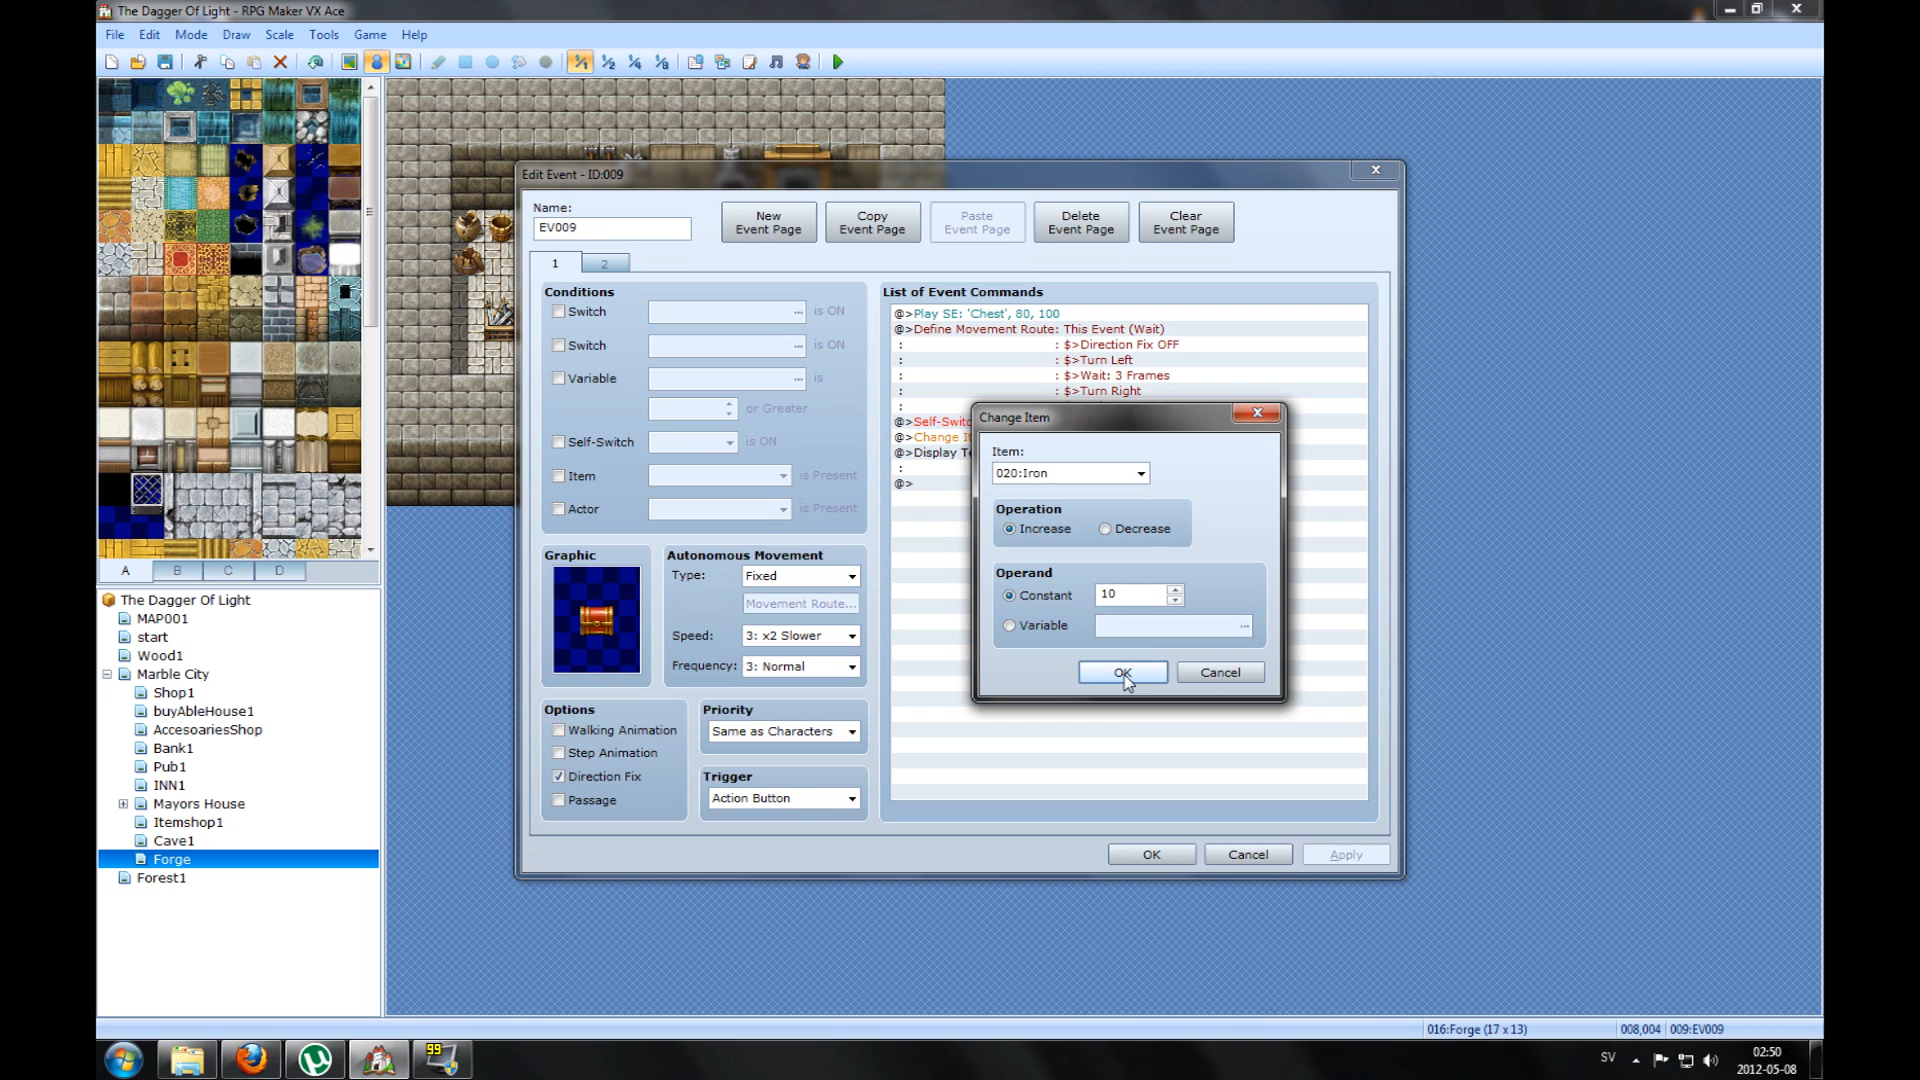 The Dagger Of Light - RPG Maker VX Ace
File Edit Mode Draw Scale Tools Game Help
Edit Event - ID:009
Name:
EV009
New Event Page
Copy Event Page
Paste Event Page
Delete Event Page
Clear Event Page
1 2
Conditions
Switch ... is ON
Switch ... is ON
Variable ... is
or Greater
Self-Switch is ON
Item is Present
Actor is Present
Graphic
Autonomous Movement
Type: Fixed
Movement Route...
Speed: 3: x2 Slower
Frequency: 3: Normal
Options
Walking Animation
Step Animation
Direction Fix
Passage
Priority
Same as Characters
Trigger
Action Button
List of Event Commands
@>Play SE: 'Chest', 80, 100
@>Define Movement Route: This Event (Wait)
: : $>Direction Fix OFF
: : $>Turn Left
: : $>Wait: 3 Frames
: : $>Turn Right
:
@>Self-Switc
@>Change It
@>Display Te
:
@>
Change Item
Item:
020:Iron
Operation
Increase Decrease
Operand
Constant 10
Variable ...
OK Cancel
OK Cancel Apply
A B C D
The Dagger Of Light
MAP001
start
Wood1
Marble City
Shop1
buyAbleHouse1
AccesoariesShop
Bank1
Pub1
INN1
Mayors House
Itemshop1
Cave1
Forge
Forest1
016:Forge (17 x 13) 008,004 009:EV009
99
SV
02:50
2012-05-08